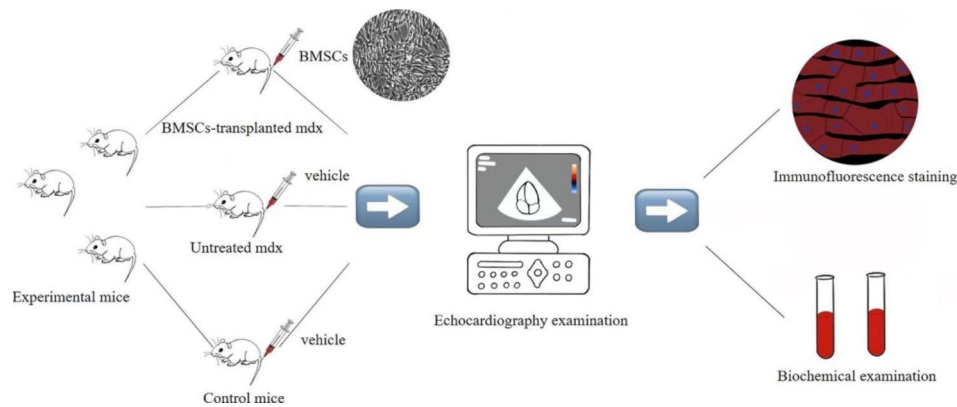 BMSCs
BMSCs-transplanted mdx
vehicle
Untreated mdx
Experimental mice
vehicle
Control mice
Echocardiography examination
Immunofluorescence staining
Biochemical examination